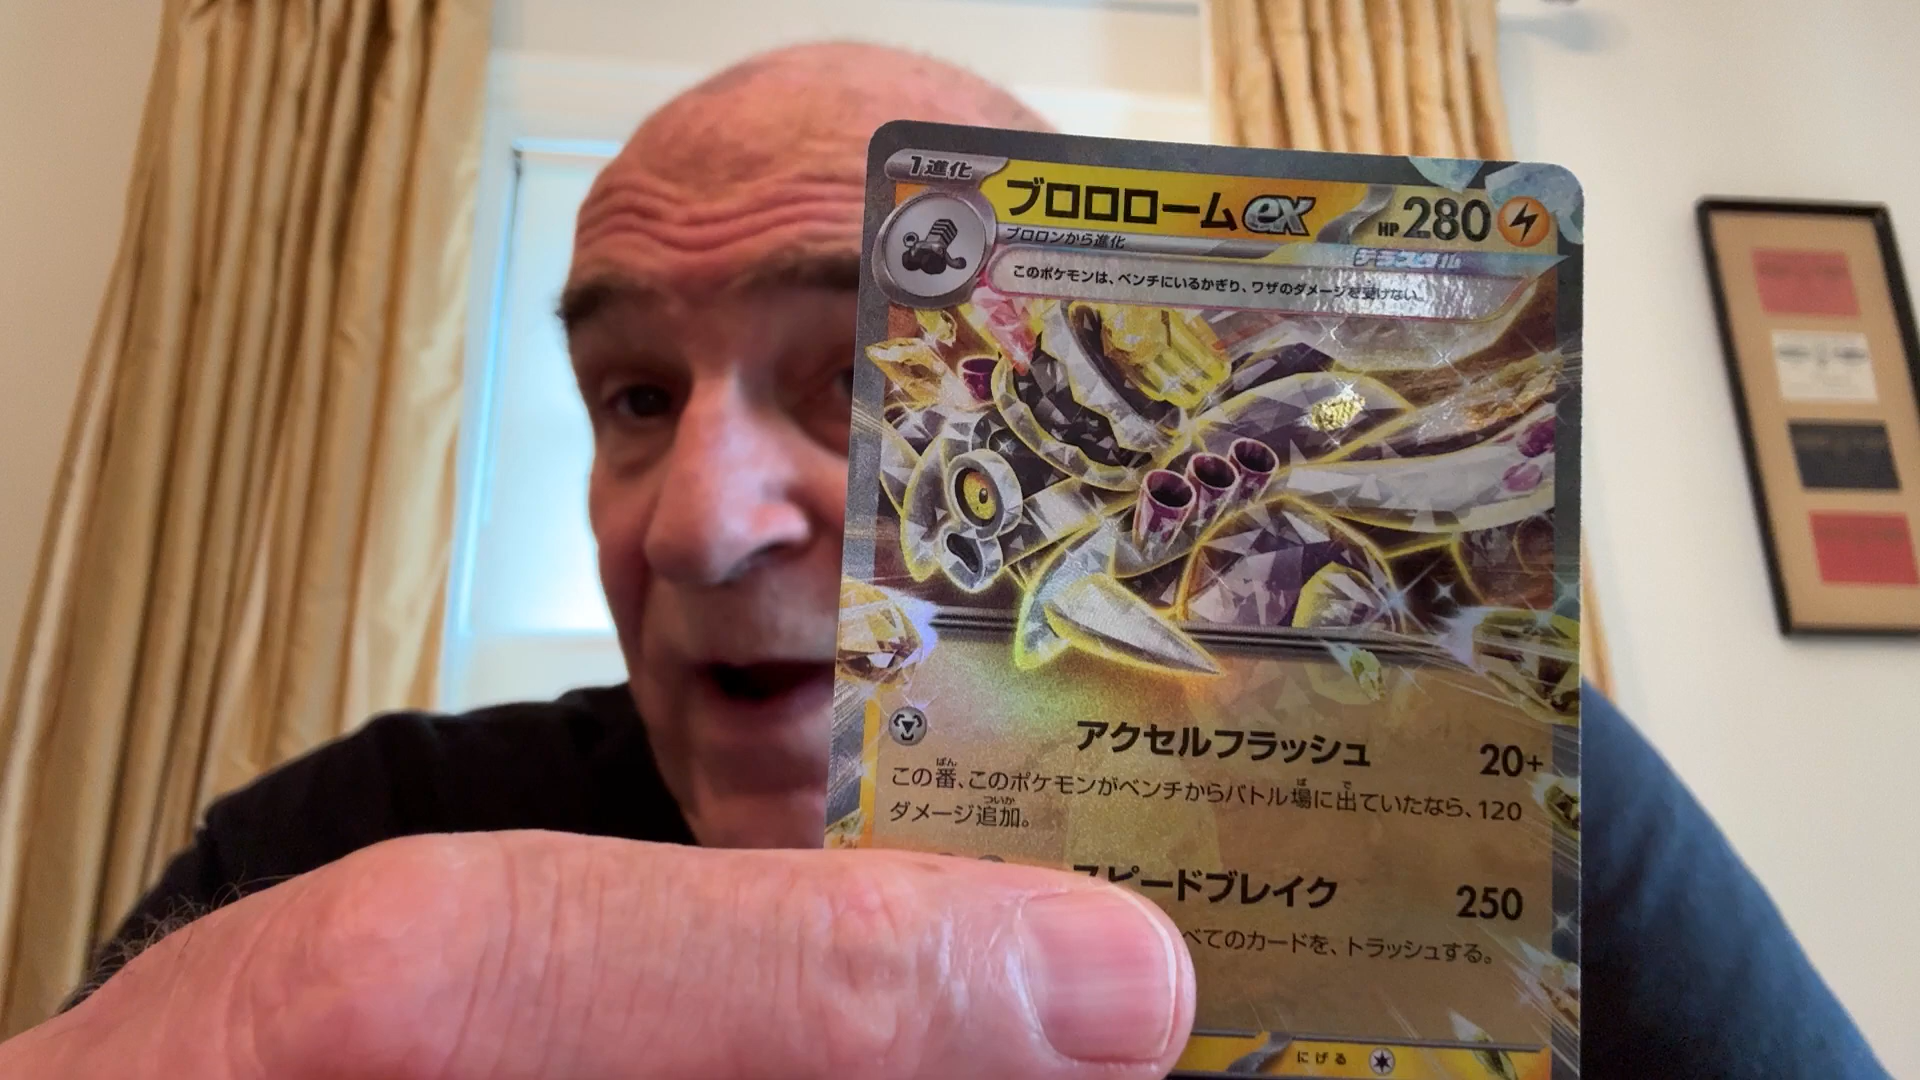 1進化
ブロロロームex HP280
ブロロンから進化
テラスタル
このポケモンは、ベンチにいるかぎり、ワザのダメージを受けない。
アクセルフラッシュ 20+
この番、このポケモンがベンチからバトル場に出ていたなら、120
ダメージ追加。
スピードブレイク 250
べてのカードを、トラッシュする。
にげる